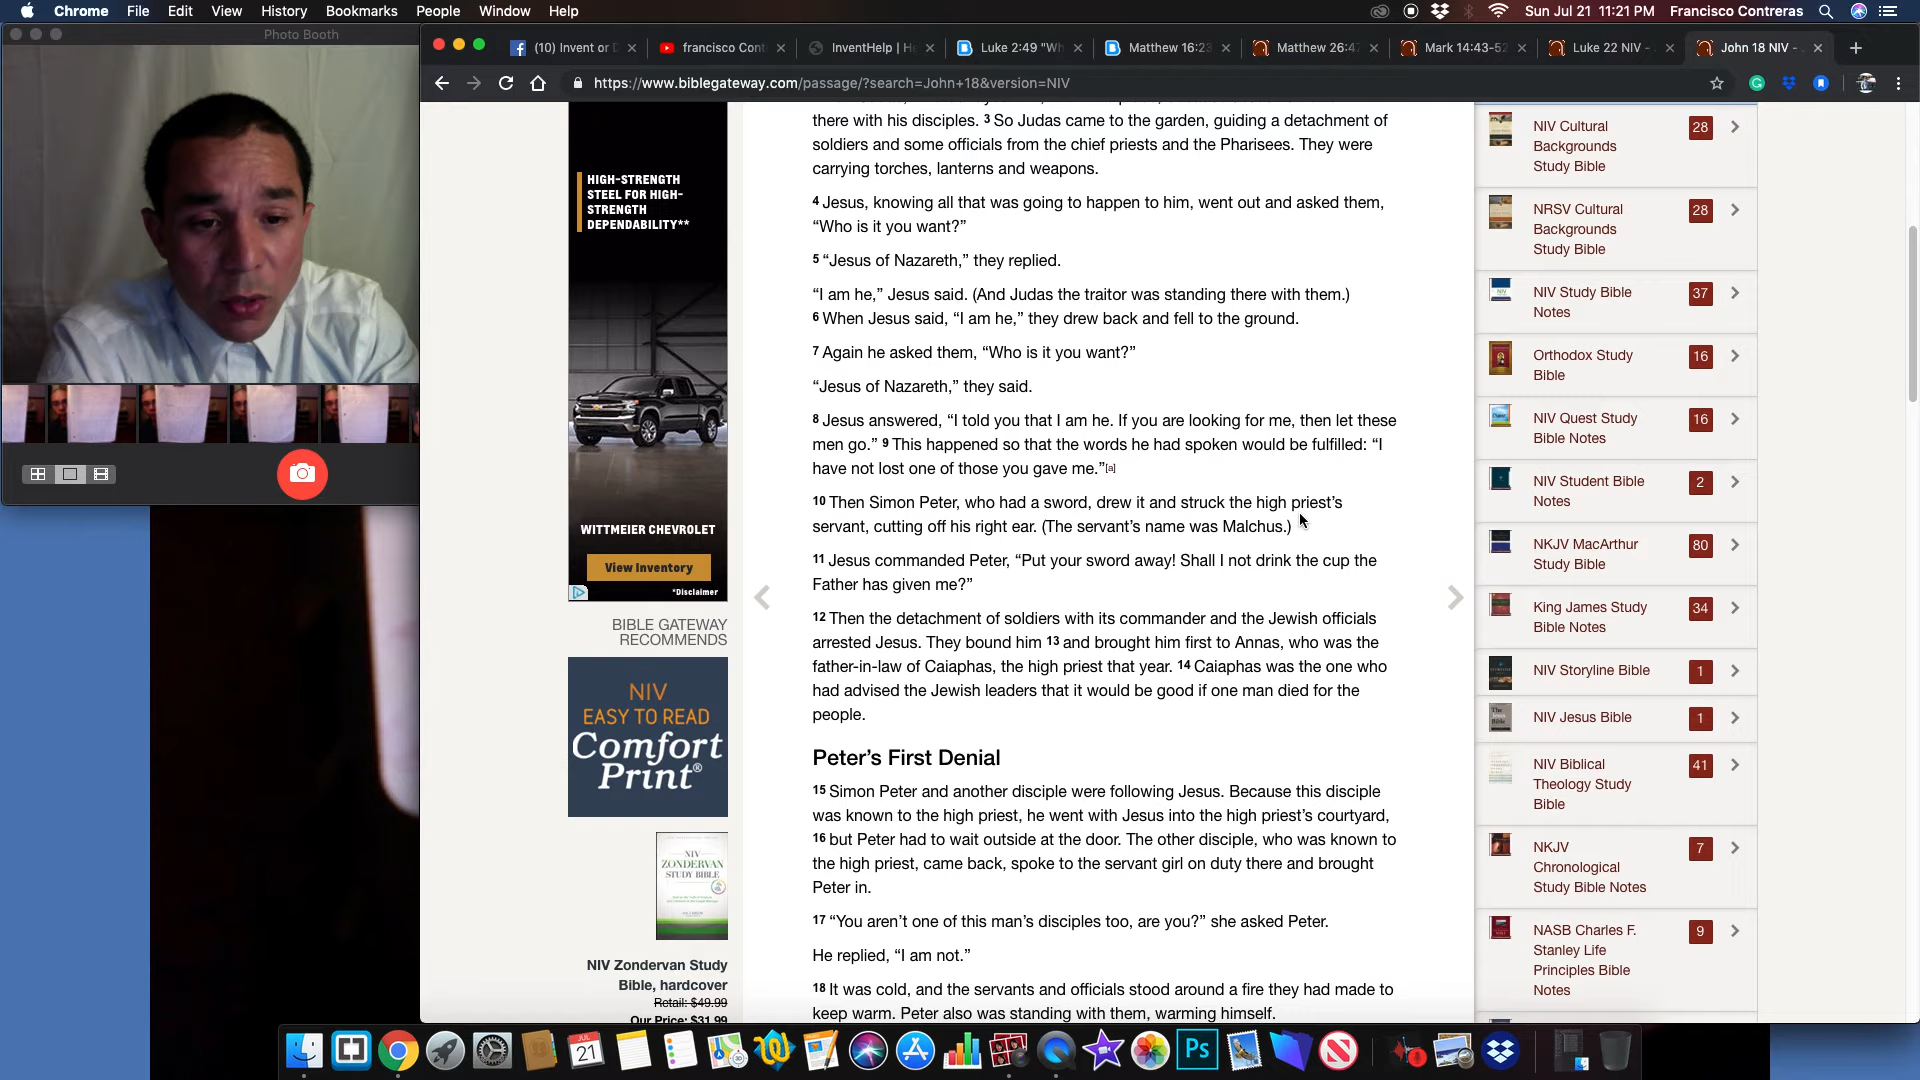 Chrome File Edit View History Bookmarks People Window Help
Sun Jul 21 11:21 PM Francisco Contreras
Photo Booth
(10) Invent or D
francisco Cont
InventHelp | He
Luke 2:49 "Wh
Matthew 16:23
Matthew 26:47
Mark 14:43-52
Luke 22 NIV -
John 18 NIV -
https://www.biblegateway.com/passage/?search=John+18&version=NIV
HIGH-STRENGTH
STEEL FOR HIGH-
STRENGTH
DEPENDABILITY**
WITTMEIER CHEVROLET
View Inventory
*Disclaimer
BIBLE GATEWAY
RECOMMENDS
NIV
EASY TO READ
Comfort
Print®
NIV
ZONDERVAN
STUDY BIBLE
NIV Zondervan Study
Bible, hardcover
Retail: $49.99
Our Price: $31.99
there with his disciples. 3 So Judas came to the garden, guiding a detachment of
soldiers and some officials from the chief priests and the Pharisees. They were
carrying torches, lanterns and weapons.
4 Jesus, knowing all that was going to happen to him, went out and asked them,
“Who is it you want?”
5 “Jesus of Nazareth,” they replied.
“I am he,” Jesus said. (And Judas the traitor was standing there with them.)
6 When Jesus said, “I am he,” they drew back and fell to the ground.
7 Again he asked them, “Who is it you want?”
“Jesus of Nazareth,” they said.
8 Jesus answered, “I told you that I am he. If you are looking for me, then let these
men go.” 9 This happened so that the words he had spoken would be fulfilled: “I
have not lost one of those you gave me.”[a]
10 Then Simon Peter, who had a sword, drew it and struck the high priest’s
servant, cutting off his right ear. (The servant’s name was Malchus.)
11 Jesus commanded Peter, “Put your sword away! Shall I not drink the cup the
Father has given me?”
12 Then the detachment of soldiers with its commander and the Jewish officials
arrested Jesus. They bound him 13 and brought him first to Annas, who was the
father-in-law of Caiaphas, the high priest that year. 14 Caiaphas was the one who
had advised the Jewish leaders that it would be good if one man died for the
people.
Peter’s First Denial
15 Simon Peter and another disciple were following Jesus. Because this disciple
was known to the high priest, he went with Jesus into the high priest’s courtyard,
16 but Peter had to wait outside at the door. The other disciple, who was known to
the high priest, came back, spoke to the servant girl on duty there and brought
Peter in.
17 “You aren’t one of this man’s disciples too, are you?” she asked Peter.
He replied, “I am not.”
18 It was cold, and the servants and officials stood around a fire they had made to
keep warm. Peter also was standing with them, warming himself.
NIV Cultural
Backgrounds
Study Bible
28
NRSV Cultural
Backgrounds
Study Bible
28
NIV Study Bible
Notes
37
Orthodox Study
Bible
16
NIV Quest Study
Bible Notes
16
NIV Student Bible
Notes
2
NKJV MacArthur
Study Bible
80
King James Study
Bible Notes
34
NIV Storyline Bible
1
NIV Jesus Bible
1
NIV Biblical
Theology Study
Bible
41
NKJV
Chronological
Study Bible Notes
7
NASB Charles F.
Stanley Life
Principles Bible
Notes
9
JUL
21
Ps